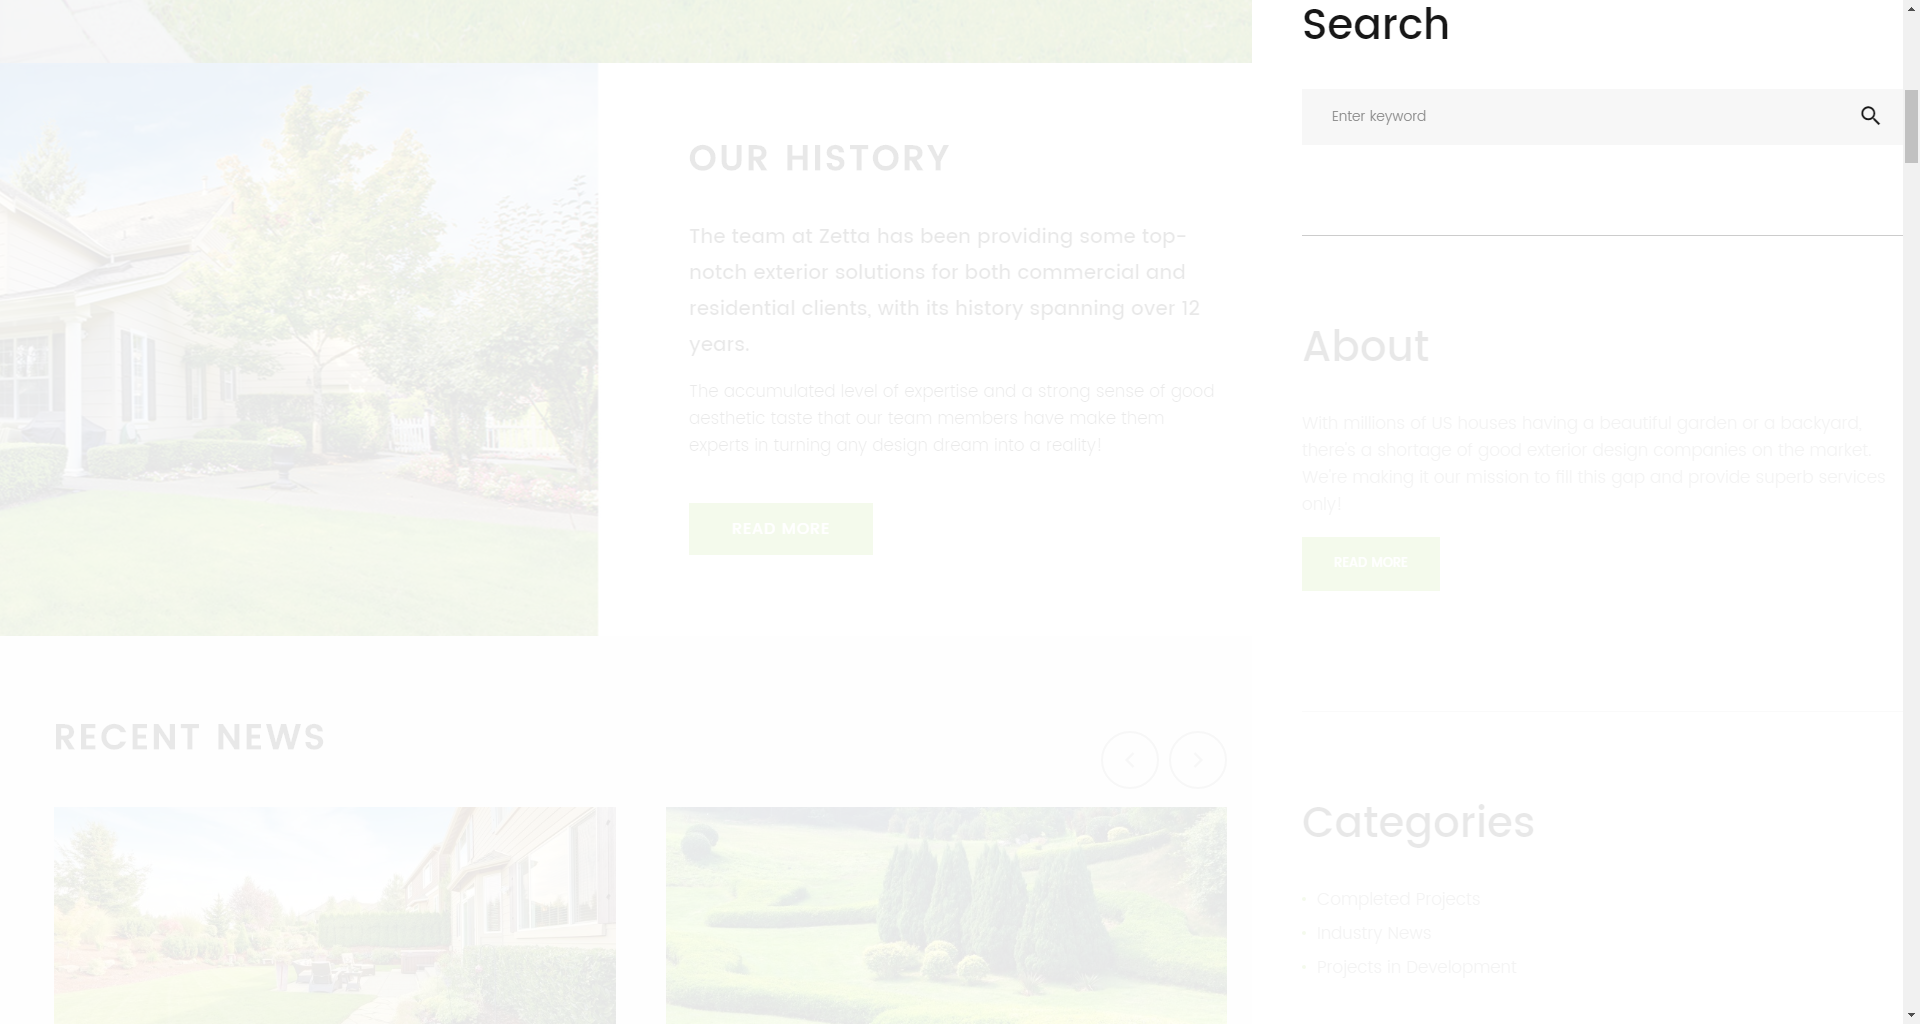 Search
Enter keyword
OUR HISTORY
The team at Zetta has been providing some top-
notch exterior solutions for both commercial and
residential clients, with its history spanning over 12
years.
The accumulated level of expertise and a strong sense of good
aesthetic taste that our team members have make them
experts in turning any design dream into a reality!
READ MORE
About
With millions of US houses having a beautiful garden or a backyard,
there's a shortage of good exterior design companies on the market.
We're making it our mission to fill this gap and provide superb services
only!
READ MORE
RECENT NEWS
Categories
Completed Projects
Industry News
Projects in Development